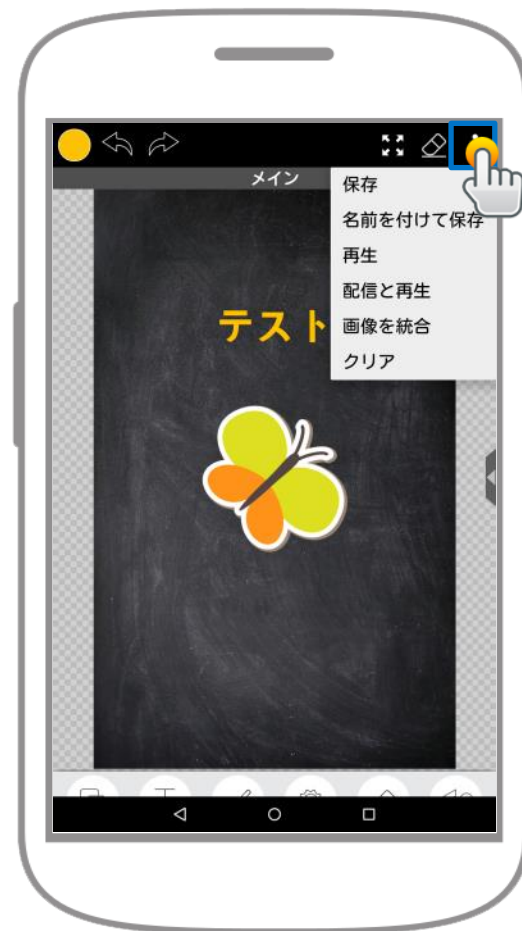 メイン
保存
名前を付けて保存
再生
配信と再生
画像を統合
クリア
テスト